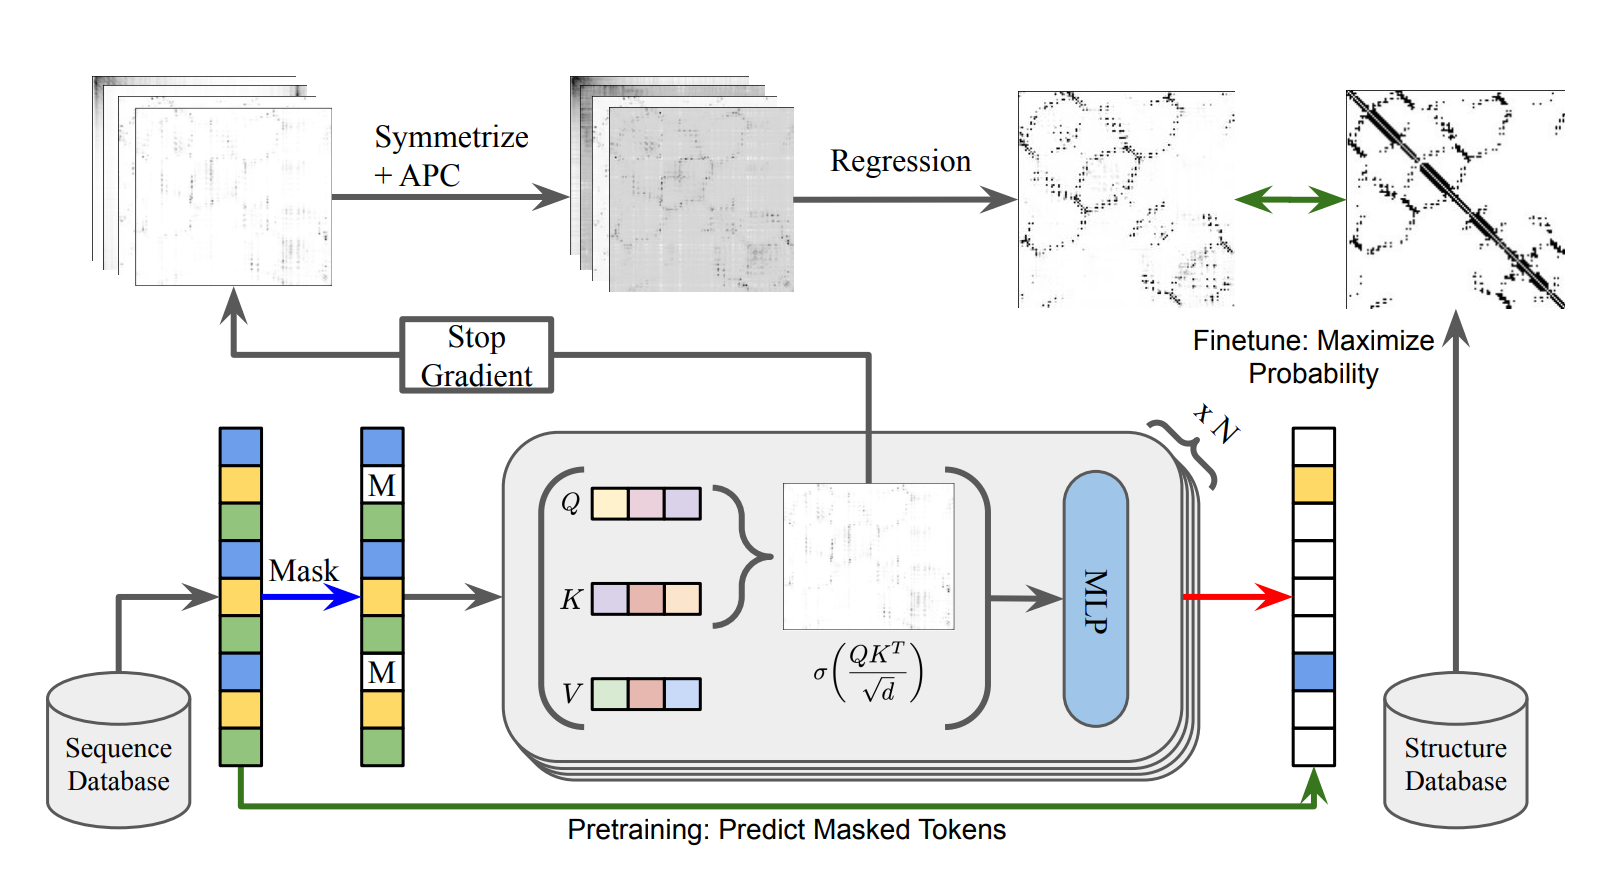 Symmetrize
+ APC
Regression
Stop
Gradient
Finetune: Maximize
Probability
x N
M
Q
Mask
K
MLP
M
V
σ(QK^T/√d)
Sequence
Database
Structure
Database
Pretraining: Predict Masked Tokens